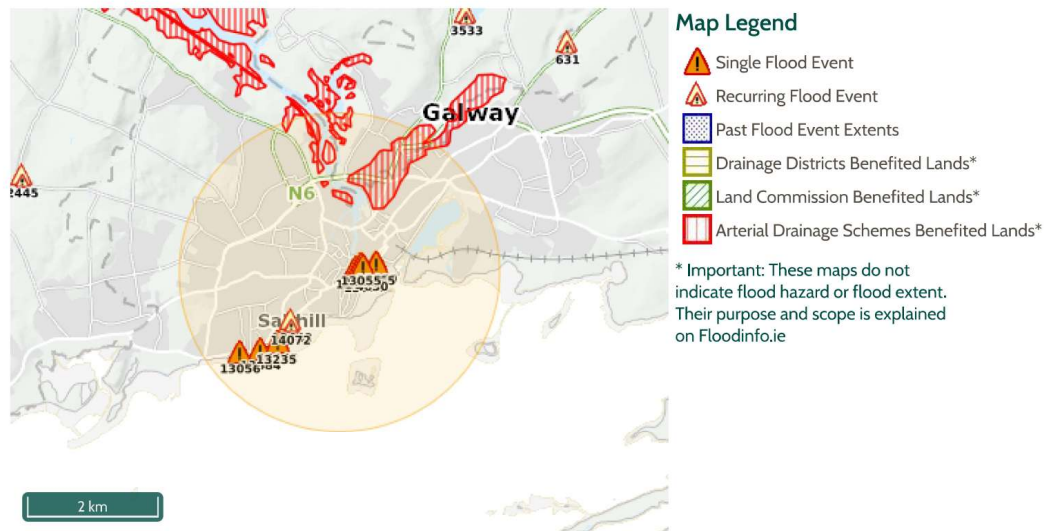 3533
631
Galway
2445
N6
Salthill
14072
13056
13235
2 km
Map Legend
Single Flood Event
Recurring Flood Event
Past Flood Event Extents
Drainage Districts Benefited Lands*
Land Commission Benefited Lands*
Arterial Drainage Schemes Benefited Lands*
* Important: These maps do not
indicate flood hazard or flood extent.
Their purpose and scope is explained
on Floodinfo.ie